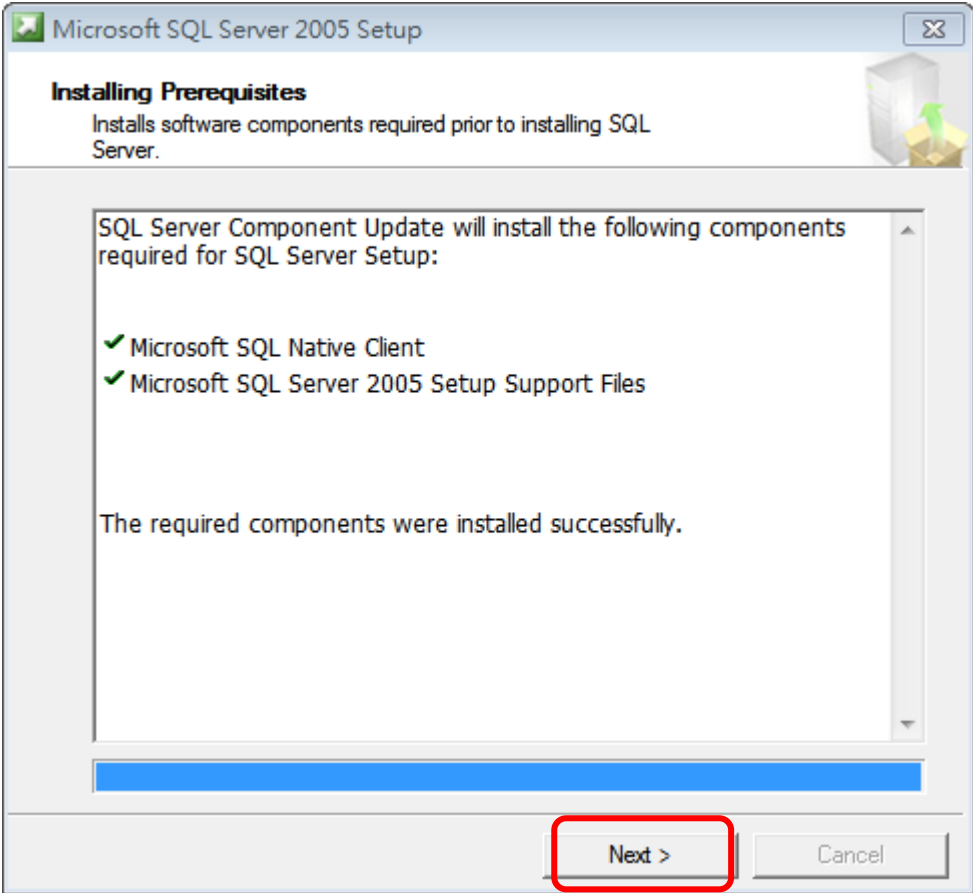 Microsoft SQL Server 2005 Setup
Installing Prerequisites
Installs software components required prior to installing SQL
Server.
SQL Server Component Update will install the following components
required for SQL Server Setup:
Microsoft SQL Native Client
Microsoft SQL Server 2005 Setup Support Files
The required components were installed successfully.
Next >
Cancel